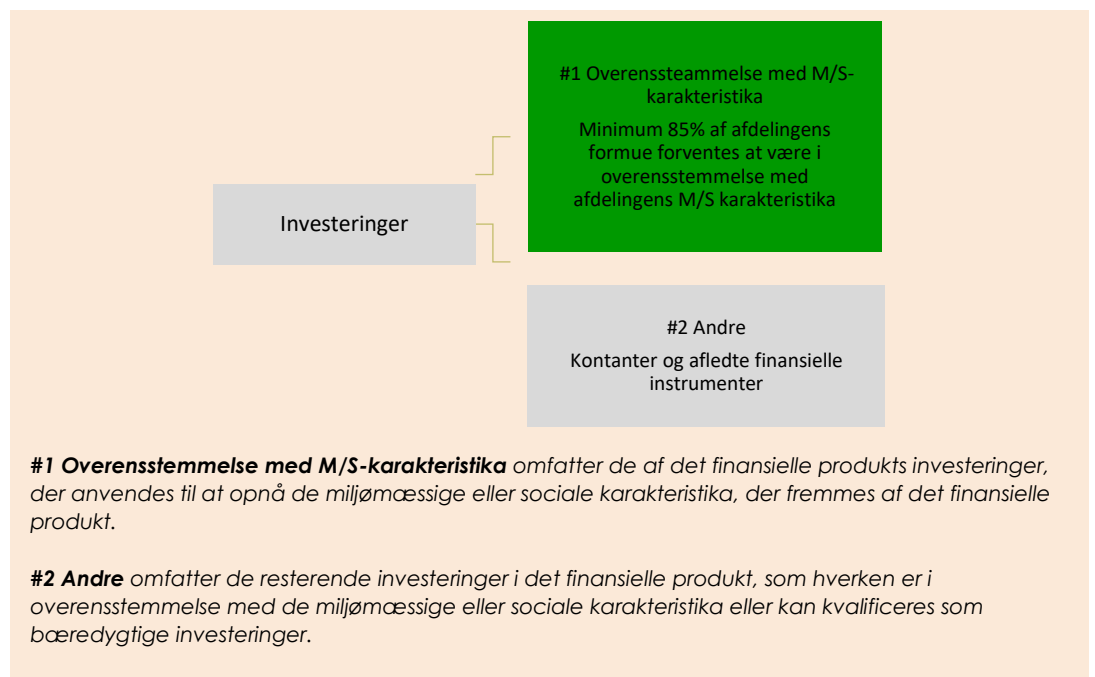 #1 Overenssteammelse med M/S-
karakteristika
Minimum 85% af afdelingens
formue forventes at være i
overensstemmelse med
afdelingens M/S karakteristika
Investeringer
#2 Andre
Kontanter og afledte finansielle
instrumenter
#1 Overensstemmelse med M/S-karakteristika omfatter de af det finansielle produkts investeringer,
der anvendes til at opnå de miljømæssige eller sociale karakteristika, der fremmes af det finansielle
produkt.
#2 Andre omfatter de resterende investeringer i det finansielle produkt, som hverken er i
overensstemmelse med de miljømæssige eller sociale karakteristika eller kan kvalificeres som
bæredygtige investeringer.